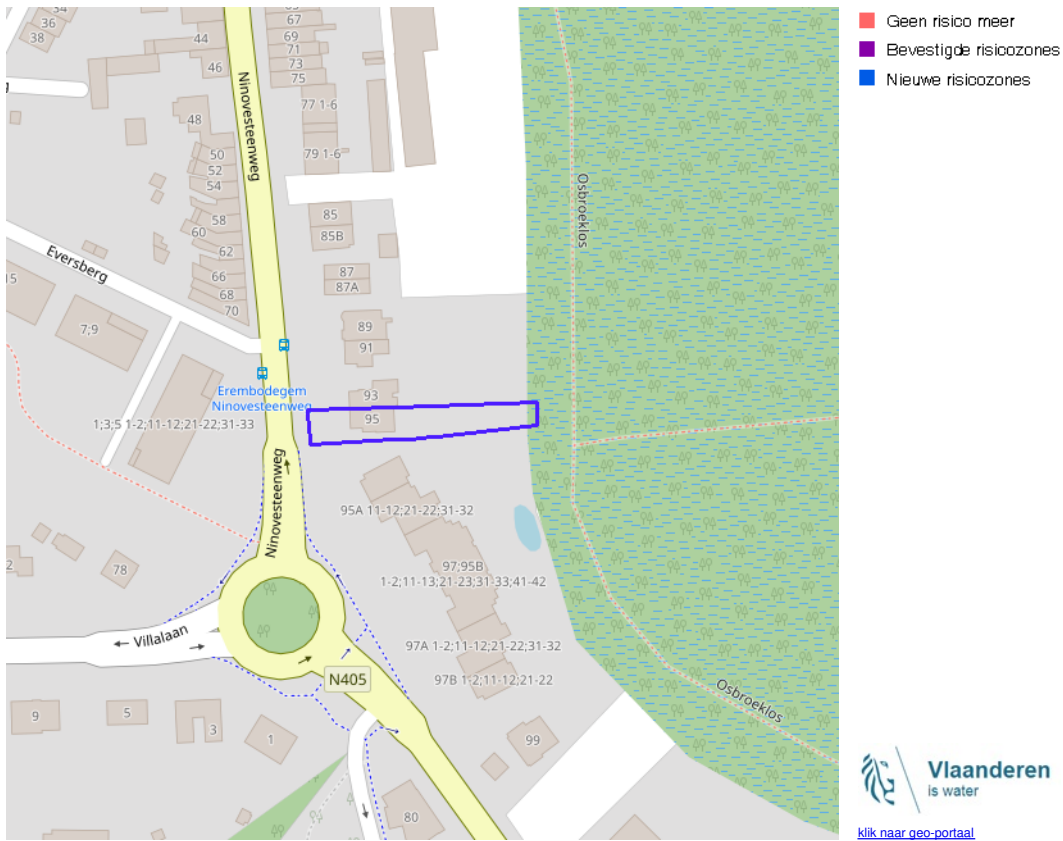 Geen risico meer
Bevestigde risicozones
Nieuwe risicozones
34
36
38
44
46
67
69
71
73
75
77 1-6
79 1-6
48
50
52
54
58
60
62
66
68
70
85
85B
87
87A
89
91
93
95
Ninovesteenweg
Osbroeklos
Eversberg
15
7;9
Erembodegem
Ninovesteenweg
1;3;5 1-2;11-12;21-22;31-33
Ninovesteenweg
95A 11-12;21-22;31-32
97;95B
1-2;11-13;21-23;31-33;41-42
2
78
Villalaan
97A 1-2;11-12;21-22;31-32
N405
97B 1-2;11-12;21-22
Osbroeklos
9
5
3
1
99
80
Vlaanderen
is water
klik naar geo-portaal